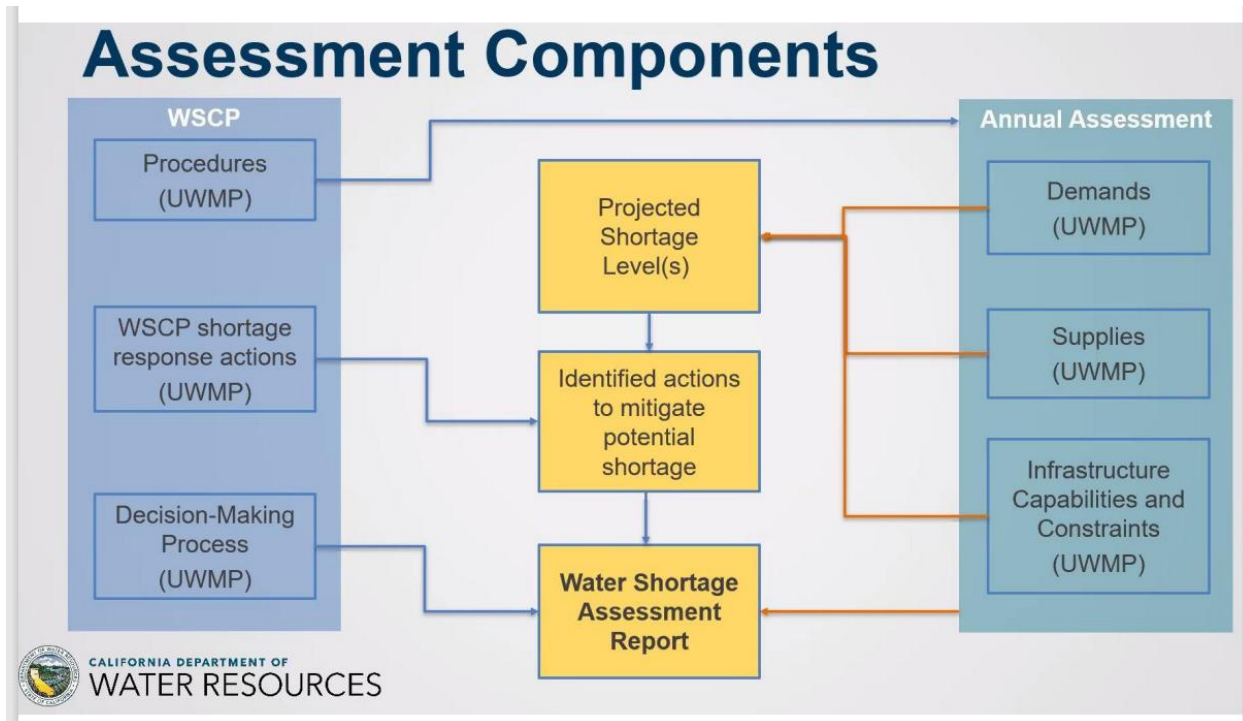 Assessment Components
WSCP
Procedures
(UWMP)
WSCP shortage
response actions
(UWMP)
Decision-Making
Process
(UWMP)
Projected
Shortage
Level(s)
Identified actions
to mitigate
potential
shortage
Water Shortage
Assessment
Report
Annual Assessment
Demands
(UWMP)
Supplies
(UWMP)
Infrastructure
Capabilities and
Constraints
(UWMP)
CALIFORNIA DEPARTMENT OF
WATER RESOURCES